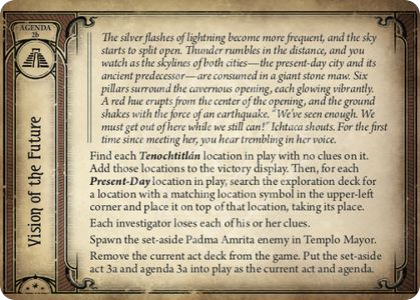 AGENDA
2b
Vision of the Future
The silver flashes of lightning become more frequent, and the sky
starts to split open. Thunder rumbles in the distance, and you
watch as the skylines of both cities—the present-day city and its
ancient predecessor—are consumed in a giant stone maw. Six
pillars surround the cavernous opening, each glowing vibrantly.
A red hue erupts from the center of the opening, and the ground
shakes with the force of an earthquake. “We’ve seen enough. We
must get out of here while we still can!” Ichtaca shouts. For the first
time since meeting her, you hear trembling in her voice.
Find each Tenochtitlán location in play with no clues on it.
Add those locations to the victory display. Then, for each
Present-Day location in play, search the exploration deck for
a location with a matching location symbol in the upper-left
corner and place it on top of that location, taking its place.
Each investigator loses each of his or her clues.
Spawn the set-aside Padma Amrita enemy in Templo Mayor.
Remove the current act deck from the game. Put the set-aside
act 3a and agenda 3a into play as the current act and agenda.